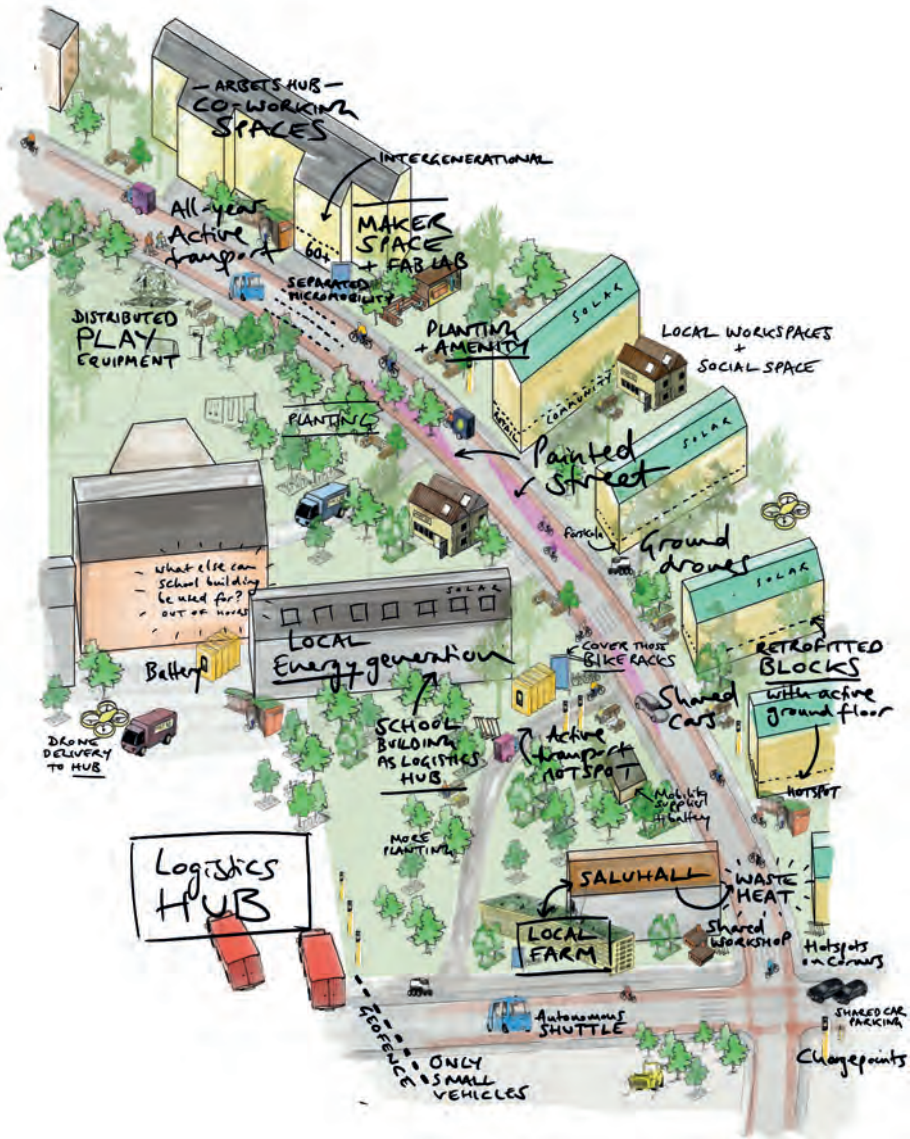 — ARBETS HUB —
CO-WORKING
SPACES
INTERGENERATIONAL
All-year
Active
transport
60+
MAKER
SPACE
+ FAB LAB
SEPARATED
MICROMOBILITY
DISTRIBUTED
PLAY
EQUIPMENT
PLANTING
+ AMENITY
SOLAR
RETAIL
COMMUNITY
LOCAL WORKSPACES
+
SOCIAL SPACE
PLANTING
Painted
street
SOLAR
förskola
Ground
drones
SOLAR
what else can
school building
be used for?
OUT OF HOURS
SOLAR
LOCAL
Energy generation
Battery
COVER THOSE
BIKE RACKS
RETROFITTED
BLOCKS
with active
ground floor
HOTSPOT
Shared
cars
SCHOOL
BUILDING
AS LOGISTICS
HUB
Active
transport
HOTSPOT
DRONE
DELIVERY
TO HUB
Mobility
supplies
+ battery
MORE
PLANTING
Logistics
HUB
SALUHALL
WASTE
HEAT
LOCAL
FARM
Shared
WORKSHOP
Hotspots
on corners
SHARED CAR
PARKING
Autonomous
SHUTTLE
Chargepoints
GEOFENCE
ONLY
SMALL
VEHICLES